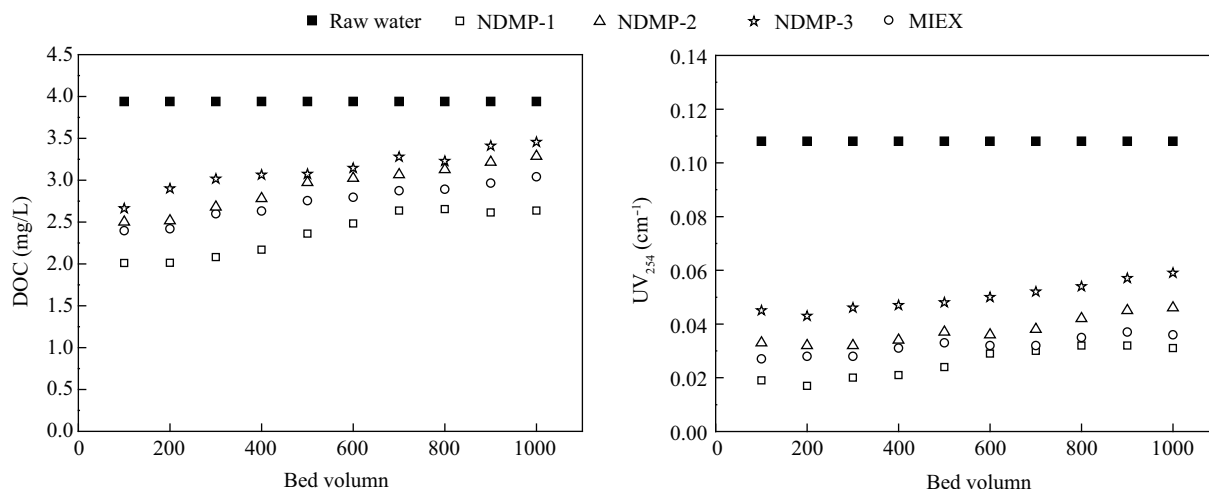 Raw water NDMP-1 NDMP-2 NDMP-3 MIEX
4.5
4.0
3.5
3.0
2.5
2.0
1.5
1.0
0.5
0.0
DOC (mg/L)
0 200 400 600 800 1000
Bed volumn
0.14
0.12
0.10
0.08
0.06
0.04
0.02
0.00
UV₂₅₄ (cm⁻¹)
0 200 400 600 800 1000
Bed volumn